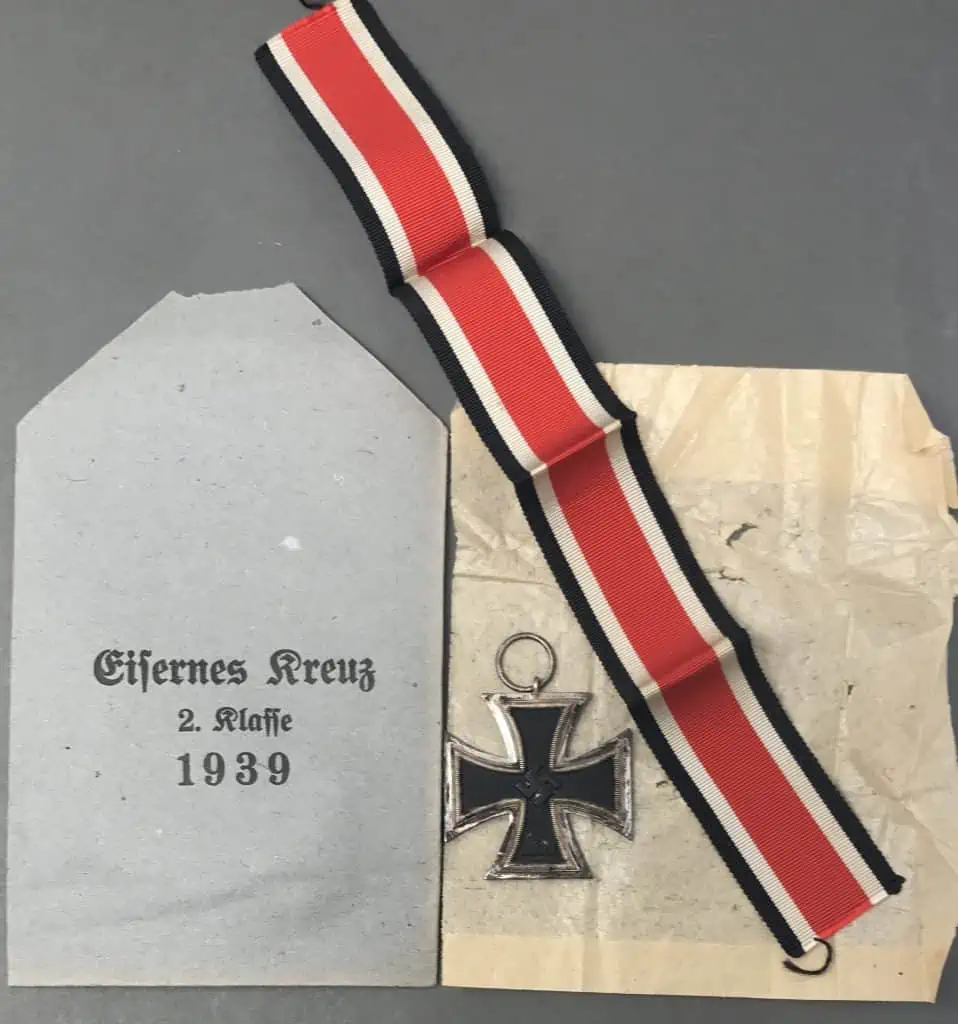 Eiſernes Kreuz
2. Klaſſe
1939